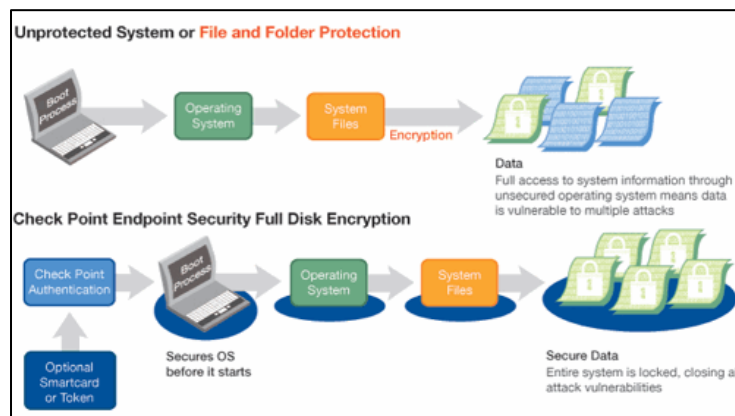 Unprotected System or File and Folder Protection
Boot
Process
Operating
System
System
Files
Encryption
Data
Full access to system information through
unsecured operating system means data
is vulnerable to multiple attacks
Check Point Endpoint Security Full Disk Encryption
Check Point
Authentication
Boot
Process
Operating
System
System
Files
Optional
Smartcard
or Token
Secures OS
before it starts
Secure Data
Entire system is locked, closing a
attack vulnerabilities